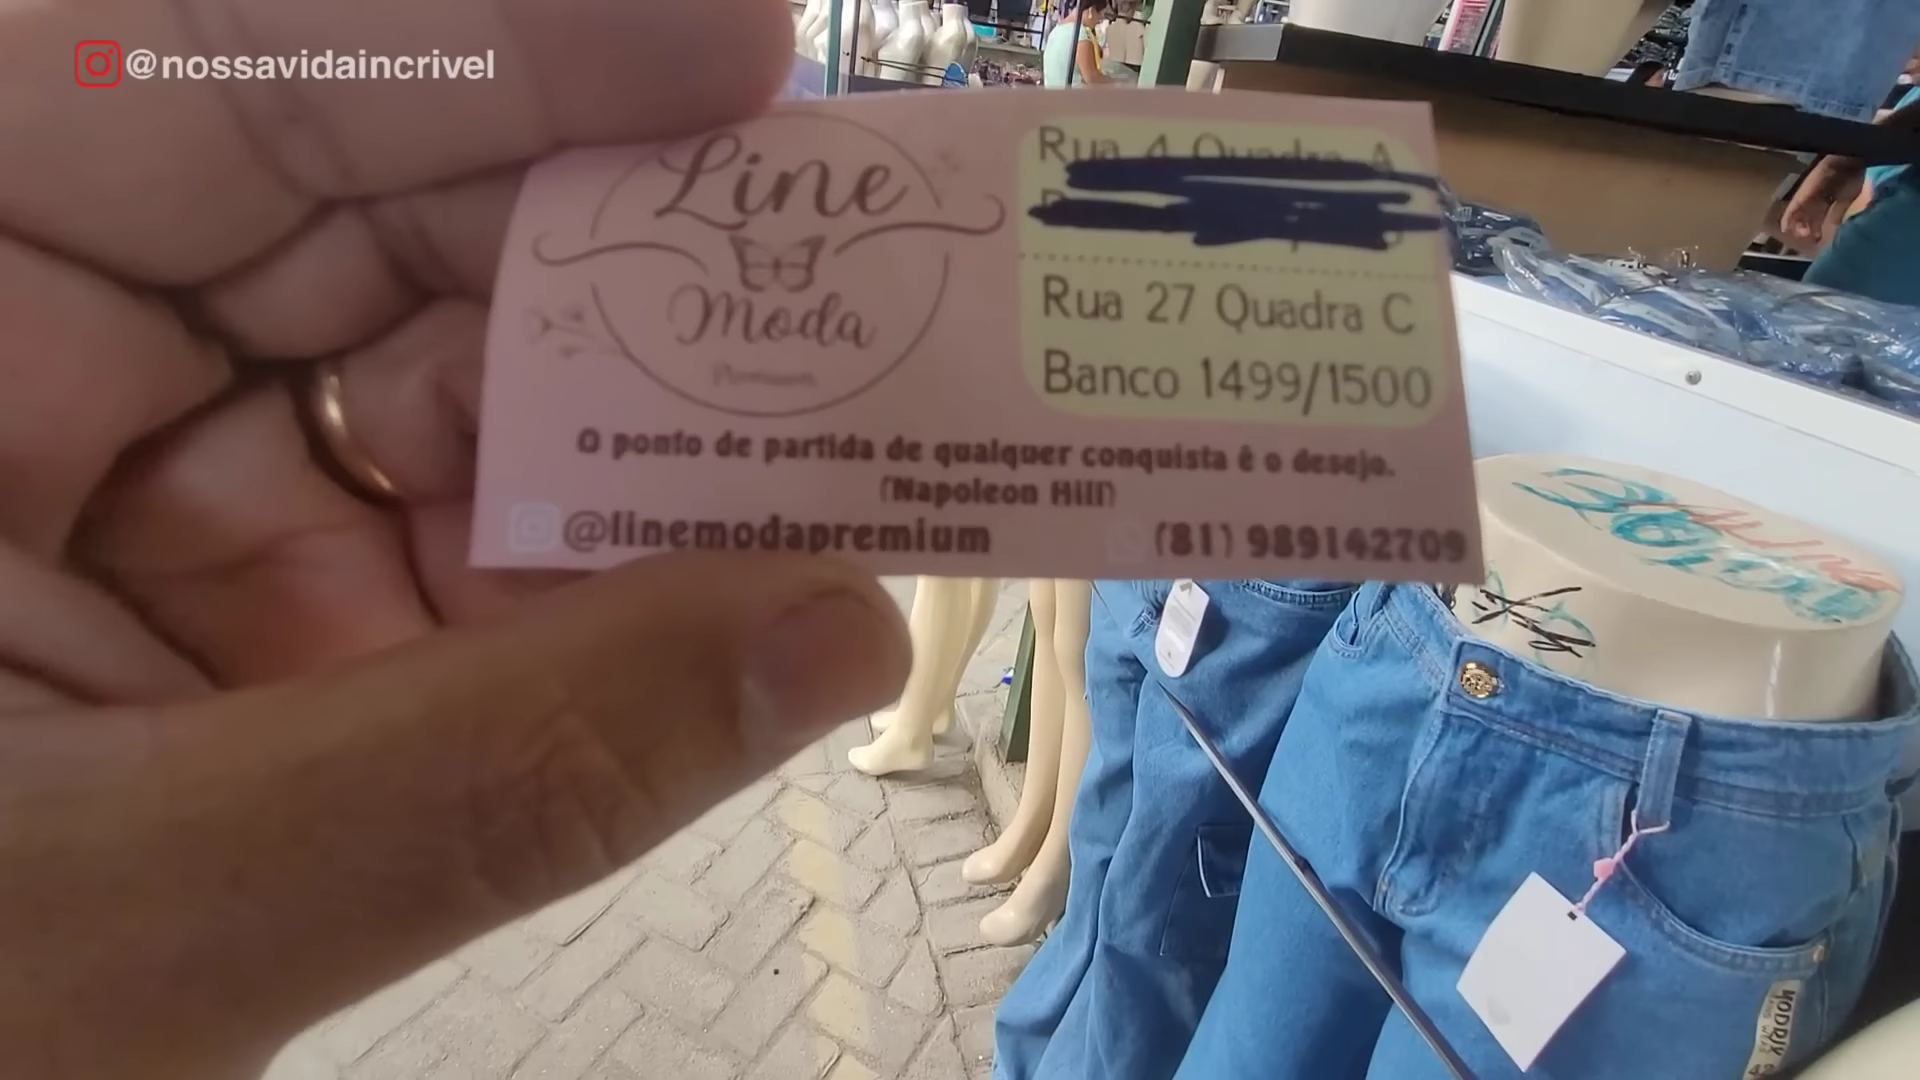 @nossavidaincrivel
Line
Moda
Premium
Rua 4 Quadra A
Rua 27 Quadra C
Banco 1499/1500
O ponto de partida de qualquer conquista é o desejo.
(Napoleon Hill)
@linemodapremium
(81) 989142709